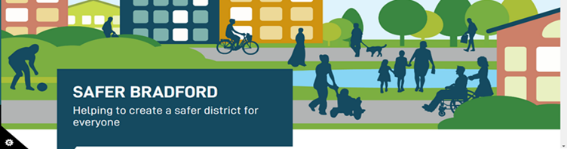 SAFER BRADFORD
Helping to create a safer district for
everyone